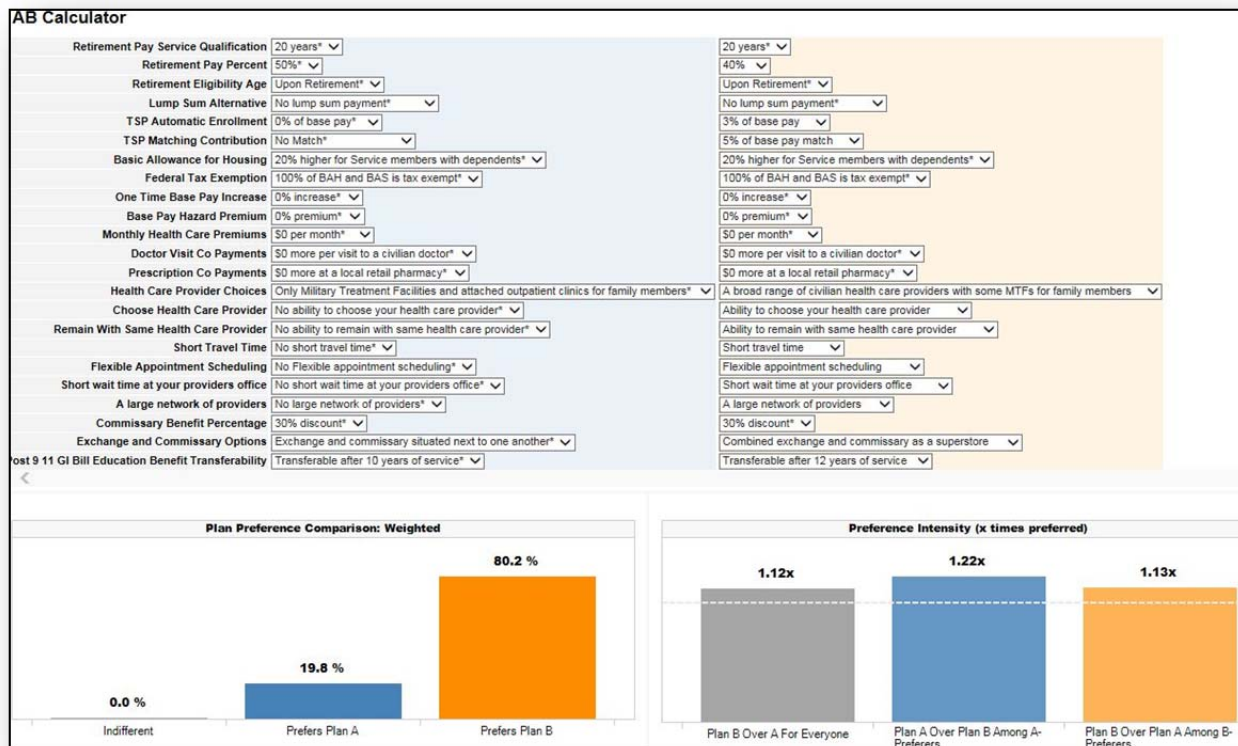 AB Calculator
Retirement Pay Service Qualification 20 years* 20 years*
Retirement Pay Percent 50%* 40%
Retirement Eligibility Age Upon Retirement* Upon Retirement*
Lump Sum Alternative No lump sum payment* No lump sum payment*
TSP Automatic Enrollment 0% of base pay* 3% of base pay
TSP Matching Contribution No Match* 5% of base pay match
Basic Allowance for Housing 20% higher for Service members with dependents* 20% higher for Service members with dependents*
Federal Tax Exemption 100% of BAH and BAS is tax exempt* 100% of BAH and BAS is tax exempt*
One Time Base Pay Increase 0% increase* 0% increase*
Base Pay Hazard Premium 0% premium* 0% premium*
Monthly Health Care Premiums $0 per month* $0 per month*
Doctor Visit Co Payments $0 more per visit to a civilian doctor* $0 more per visit to a civilian doctor*
Prescription Co Payments $0 more at a local retail pharmacy* $0 more at a local retail pharmacy*
Health Care Provider Choices Only Military Treatment Facilities and attached outpatient clinics for family members* A broad range of civilian health care providers with some MTFs for family members
Choose Health Care Provider No ability to choose your health care provider* Ability to choose your health care provider
Remain With Same Health Care Provider No ability to remain with same health care provider* Ability to remain with same health care provider
Short Travel Time No short travel time* Short travel time
Flexible Appointment Scheduling No Flexible appointment scheduling* Flexible appointment scheduling
Short wait time at your providers office No short wait time at your providers office* Short wait time at your providers office
A large network of providers No large network of providers* A large network of providers
Commissary Benefit Percentage 30% discount* 30% discount*
Exchange and Commissary Options Exchange and commissary situated next to one another* Combined exchange and commissary as a superstore
ost 9 11 GI Bill Education Benefit Transferability Transferable after 10 years of service* Transferable after 12 years of service
Plan Preference Comparison: Weighted
80.2 %
19.8 %
0.0 %
Indifferent Prefers Plan A Prefers Plan B
Preference Intensity (x times preferred)
1.12x 1.22x 1.13x
Plan B Over A For Everyone Plan A Over Plan B Among A- Plan B Over Plan A Among B-
Preferers Preferers